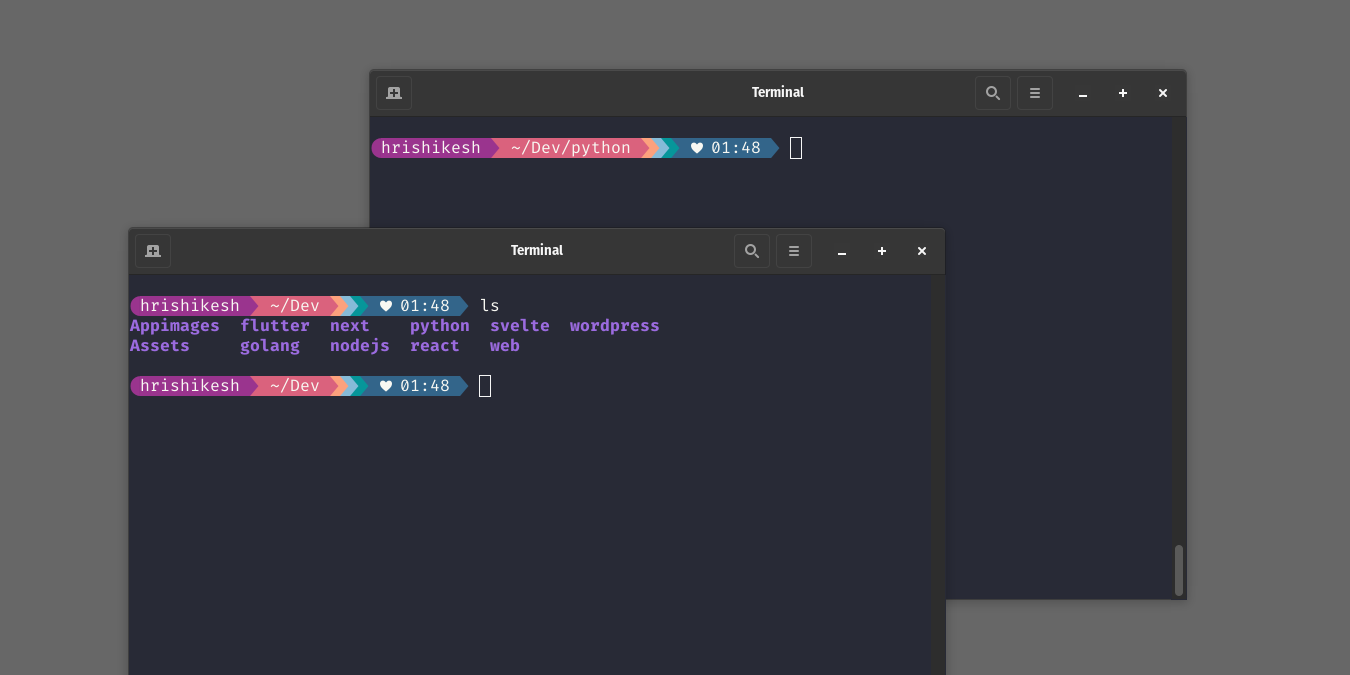 Terminal
hrishikesh ~/Dev/python ♥ 01:48
Terminal
hrishikesh ~/Dev ♥ 01:48 ls
Appimages flutter next python svelte wordpress
Assets golang nodejs react web
hrishikesh ~/Dev ♥ 01:48